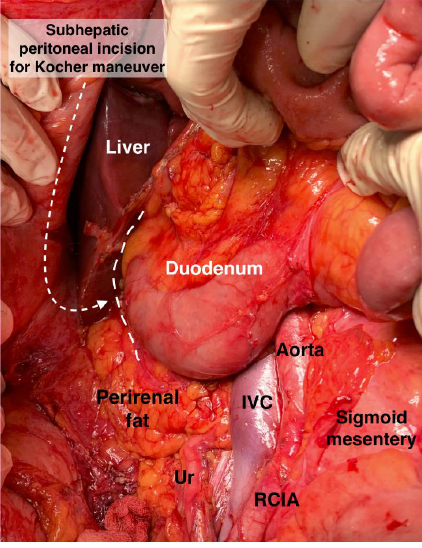 Subhepatic
peritoneal incision
for Kocher maneuver
Liver
Duodenum
Aorta
Perirenal
fat
IVC
Sigmoid
mesentery
Ur
RCIA